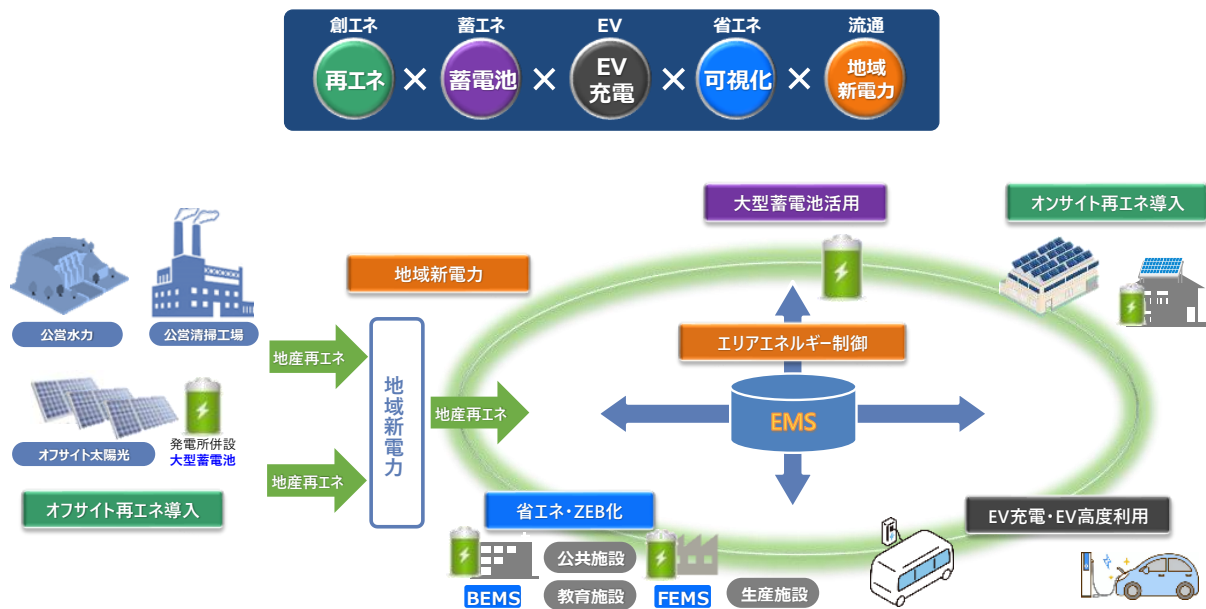 創エネ
蓄エネ
EV
省エネ
流通
再エネ
×
蓄電池
×
EV
充電
×
可視化
×
地域
新電力
大型蓄電池活用
オンサイト再エネ導入
地域新電力
公営水力
公営清掃工場
地産再エネ
エリアエネルギー制御
地域新電力
地産再エネ
EMS
オフサイト太陽光
発電所併設
大型蓄電池
地産再エネ
オフサイト再エネ導入
省エネ・ZEB化
EV充電・EV高度利用
公共施設
BEMS
教育施設
FEMS
生産施設